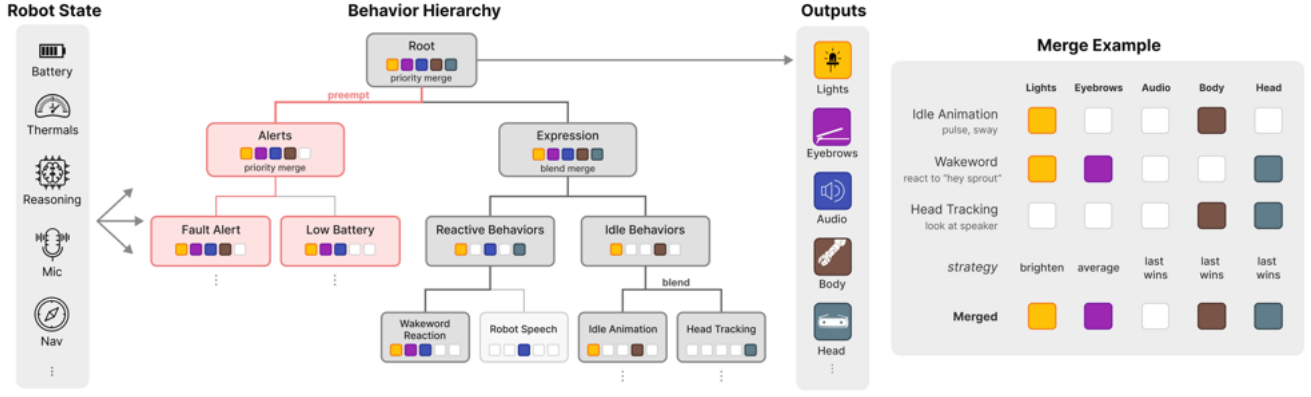 Robot State
Battery
Thermals
Reasoning
Mic
Nav
Behavior Hierarchy
Root
priority merge
preempt
Alerts
priority merge
Expression
blend merge
Fault Alert
Low Battery
Reactive Behaviors
Idle Behaviors
blend
Wakeword
Reaction
Robot Speech
Idle Animation
Head Tracking
Outputs
Lights
Eyebrows
Audio
Body
Head
Merge Example
Lights Eyebrows Audio Body Head
Idle Animation
pulse, sway
Wakeword
react to "hey sprout"
Head Tracking
look at speaker
strategy brighten average last wins last wins last wins
Merged